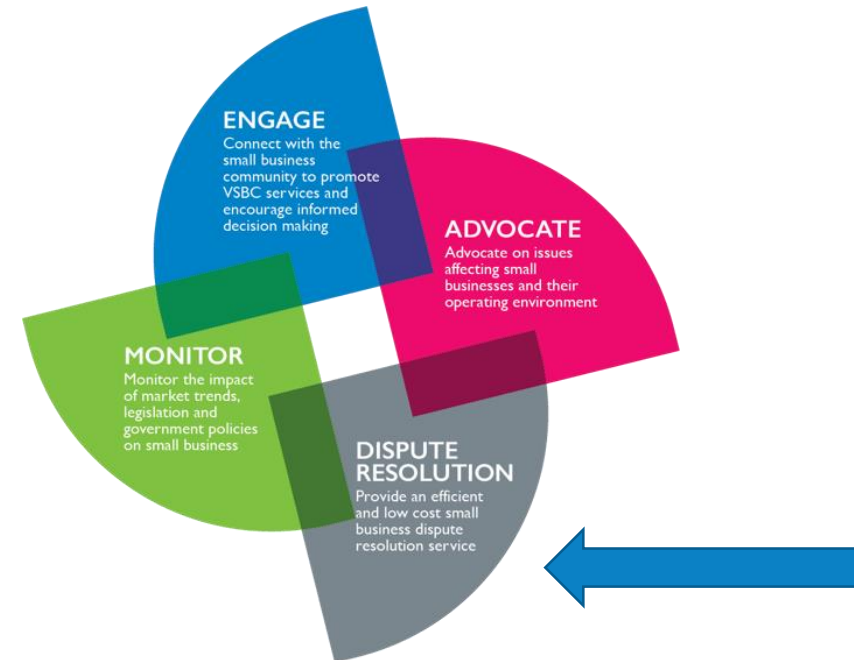 ENGAGE
Connect with the
small business
community to promote
VSBC services and
encourage informed
decision making
ADVOCATE
Advocate on issues
affecting small
businesses and their
operating environment
MONITOR
Monitor the impact
of market trends,
legislation and
government policies
on small business
DISPUTE
RESOLUTION
Provide an efficient
and low cost small
business dispute
resolution service